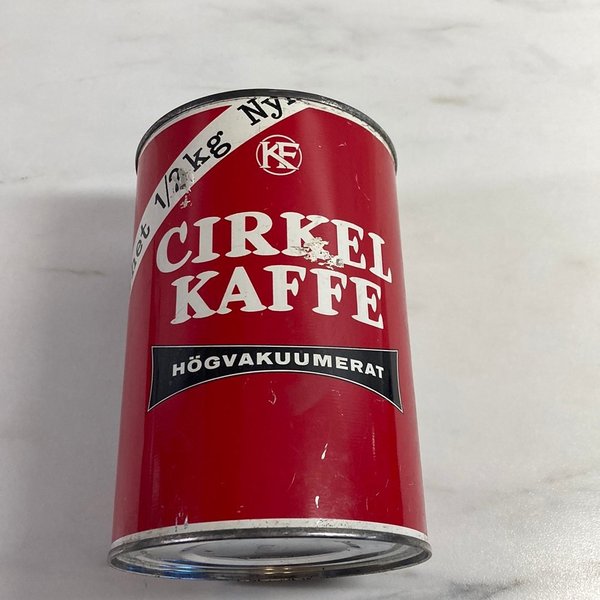 1/2 kg
KF
CIRKEL
KAFFE
HÖGVAKUUMERAT